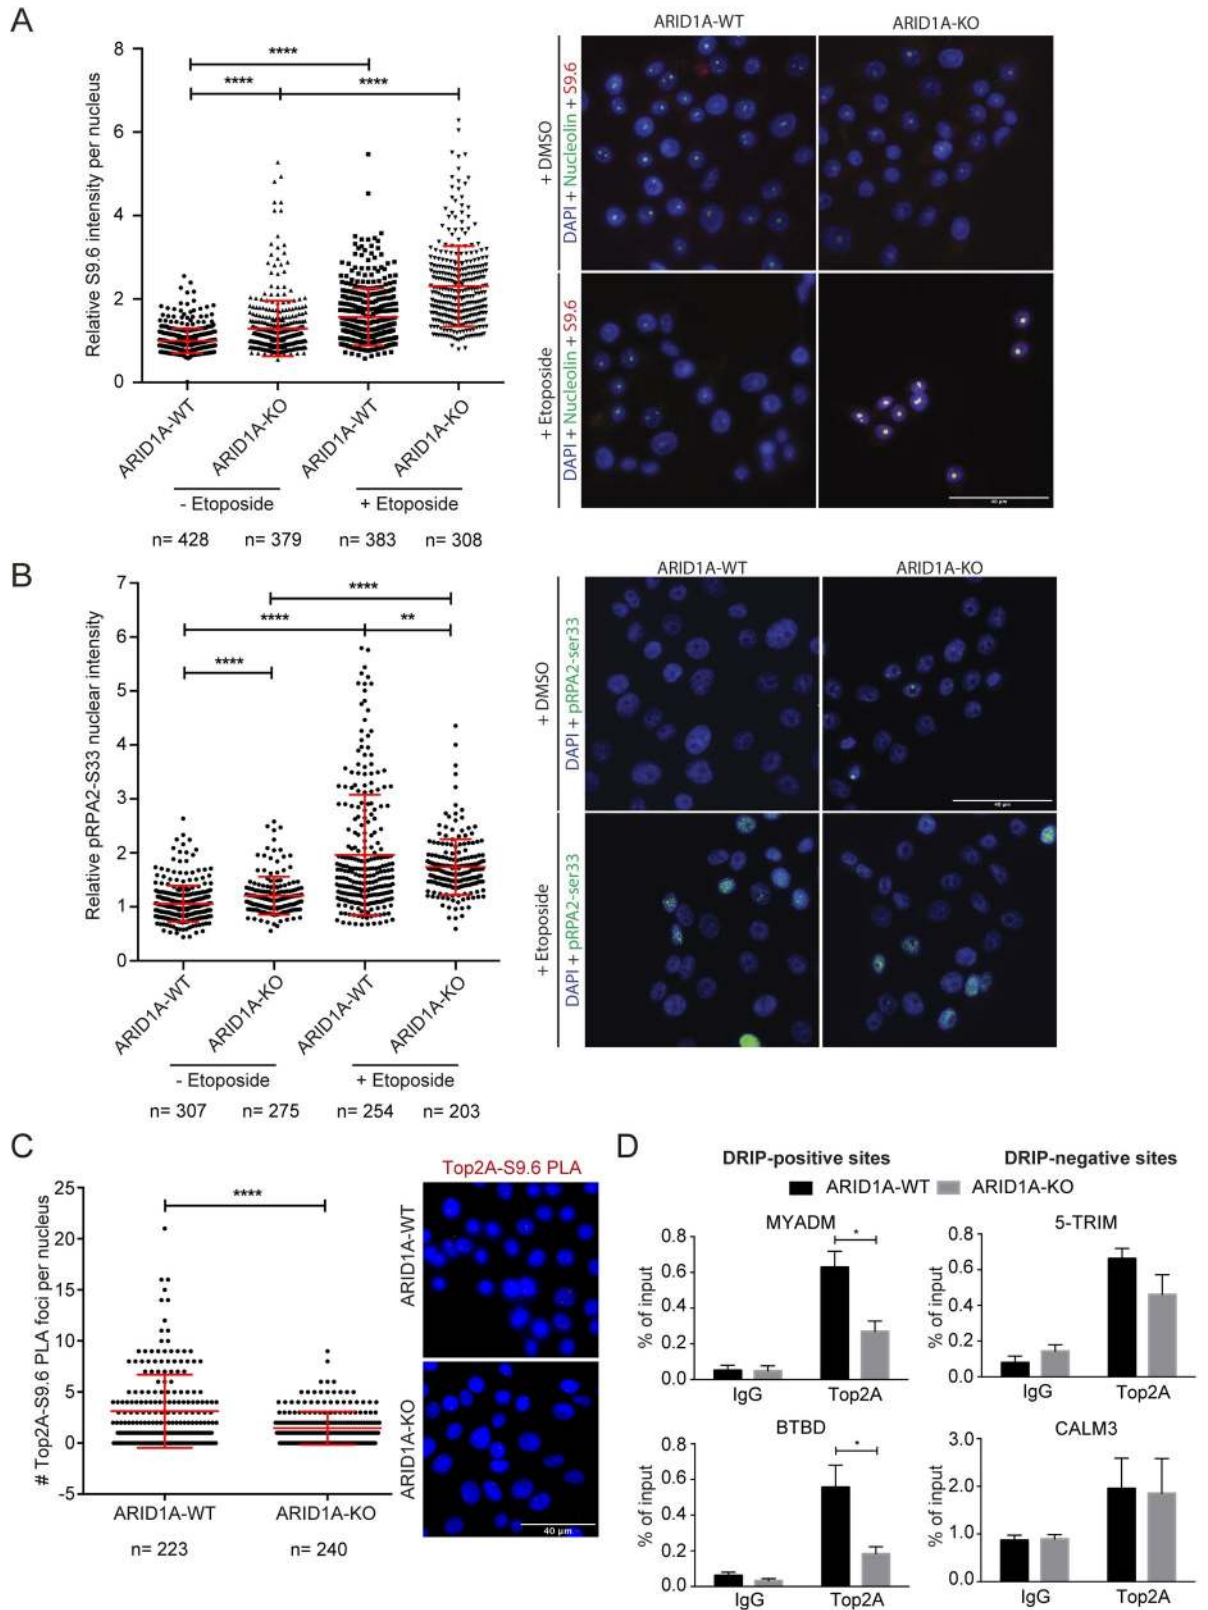 A
ARID1A-WT
ARID1A-KO
Relative S9.6 intensity per nucleus
8
6
4
2
0
****
****
****
+ DMSO
DAPI + Nucleolin + S9.6
+ Etoposide
DAPI + Nucleolin + S9.6
40 µm
ARID1A-WT
ARID1A-KO
ARID1A-WT
ARID1A-KO
- Etoposide
+ Etoposide
n= 428
n= 379
n= 383
n= 308
B
ARID1A-WT
ARID1A-KO
Relative pRPA2-S33 nuclear intensity
7
6
5
4
3
2
1
0
****
****
**
****
+ DMSO
DAPI + pRPA2-ser33
40 µm
+ Etoposide
DAPI + pRPA2-ser33
ARID1A-WT
ARID1A-KO
ARID1A-WT
ARID1A-KO
- Etoposide
+ Etoposide
n= 307
n= 275
n= 254
n= 203
C
# Top2A-S9.6 PLA foci per nucleus
25
20
15
10
5
0
-5
****
ARID1A-WT
ARID1A-KO
n= 223
n= 240
Top2A-S9.6 PLA
ARID1A-WT
ARID1A-KO
40 µm
D
DRIP-positive sites
DRIP-negative sites
ARID1A-WT
ARID1A-KO
MYADM
% of input
0.8
0.6
0.4
0.2
0.0
*
IgG
Top2A
5-TRIM
% of input
0.8
0.6
0.4
0.2
0.0
IgG
Top2A
BTBD
% of input
0.8
0.6
0.4
0.2
0.0
*
IgG
Top2A
CALM3
% of input
3.0
2.0
1.0
0.0
IgG
Top2A